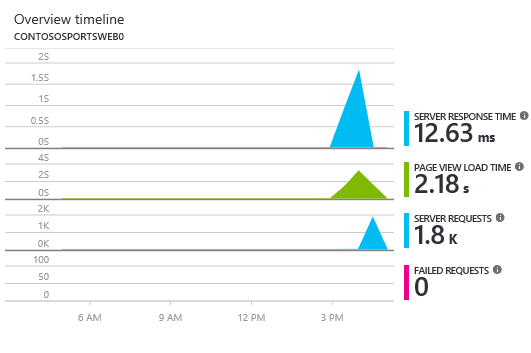 Overview timeline
CONTOSOSPORTSWEB0
2S
1.5S
1S
0.5S
0S
SERVER RESPONSE TIME
12.63 ms
4S
2S
0S
PAGE VIEW LOAD TIME
2.18 s
2K
1K
0K
SERVER REQUESTS
1.8 K
100
50
0
FAILED REQUESTS
0
6 AM 9 AM 12 PM 3 PM